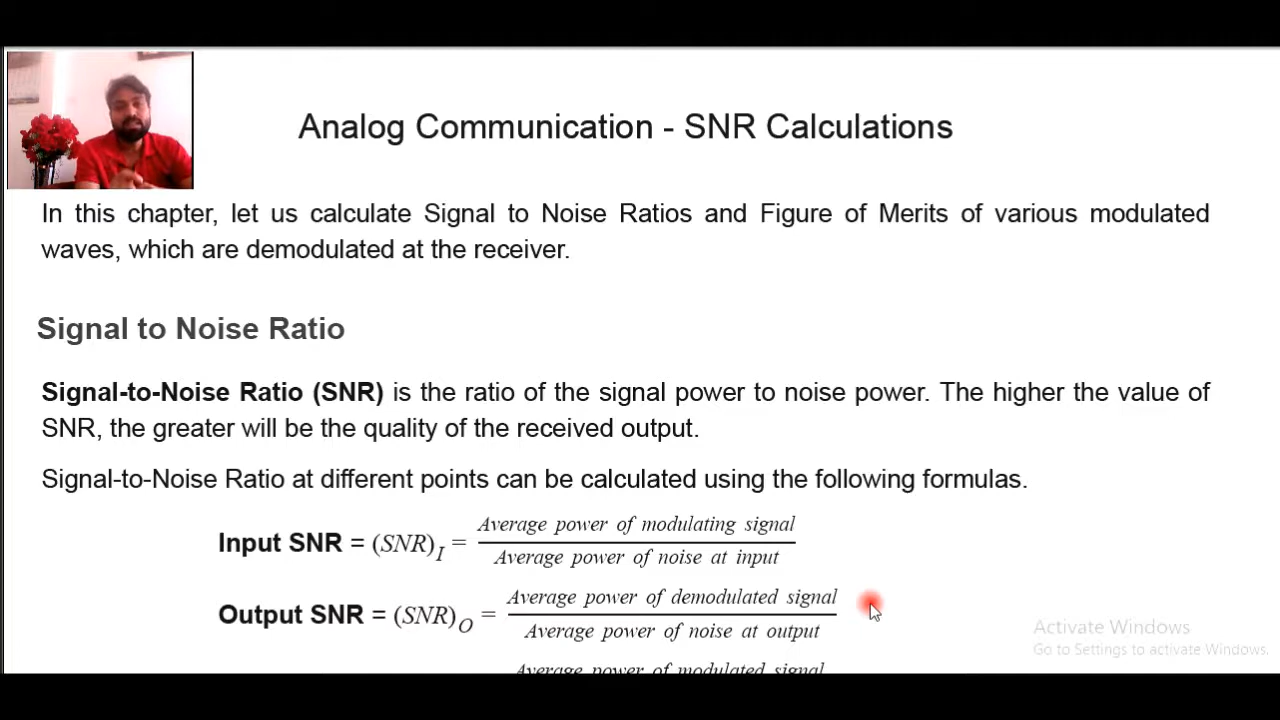 Analog Communication - SNR Calculations
In this chapter, let us calculate Signal to Noise Ratios and Figure of Merits of various modulated
waves, which are demodulated at the receiver.
Signal to Noise Ratio
Signal-to-Noise Ratio (SNR) is the ratio of the signal power to noise power. The higher the value of
SNR, the greater will be the quality of the received output.
Signal-to-Noise Ratio at different points can be calculated using the following formulas.
Input SNR = (SNR)I = Average power of modulating signal / Average power of noise at input
Output SNR = (SNR)O = Average power of demodulated signal / Average power of noise at output
Average power of modulated signal
Activate Windows
Go to Settings to activate Windows.